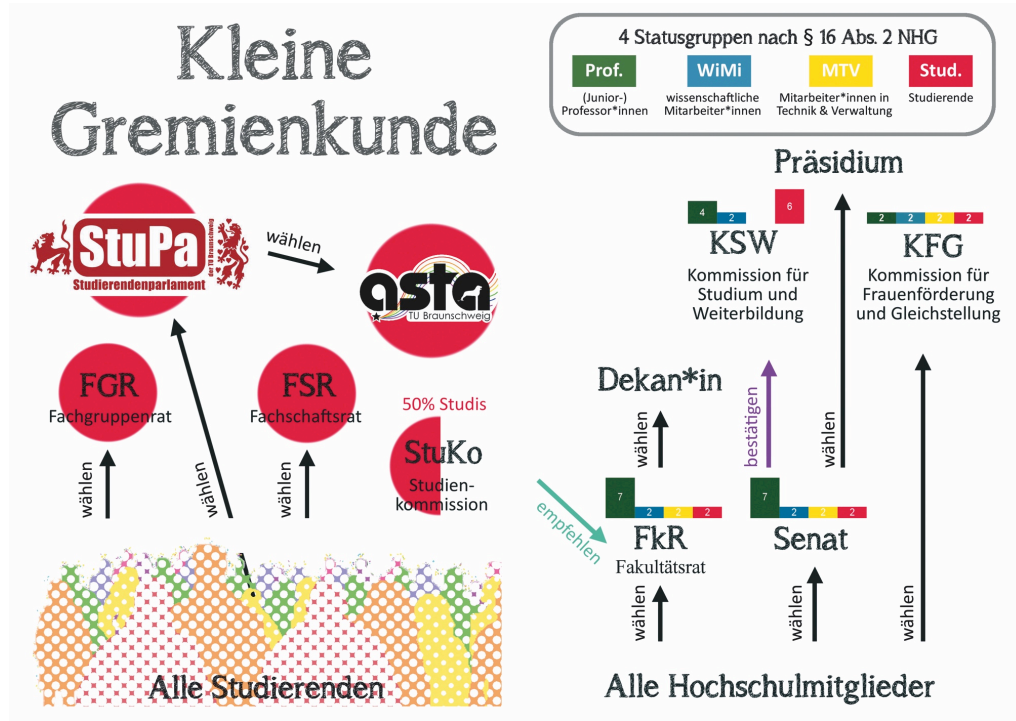 Kleine
Gremienkunde
4 Statusgruppen nach § 16 Abs. 2 NHG
Prof.
(Junior-)
Professor*innen
WiMi
wissenschaftliche
Mitarbeiter*innen
MTV
Mitarbeiter*innen in
Technik & Verwaltung
Stud.
Studierende
StuPa
der TU Braunschweig
Studierendenparlament
wählen
asta
TU Braunschweig
FGR
Fachgruppenrat
FSR
Fachschaftsrat
50% Studis
StuKo
Studien-
kommission
wählen
wählen
wählen
Alle Studierenden
Präsidium
4 2 6
KSW
Kommission für
Studium und
Weiterbildung
2 2 2 2
KFG
Kommission für
Frauenförderung
und Gleichstellung
Dekan*in
wählen
bestätigen
wählen
empfehlen
7 2 2 2
FkR
Fakultätsrat
7 2 2 2
Senat
wählen
wählen
wählen
Alle Hochschulmitglieder